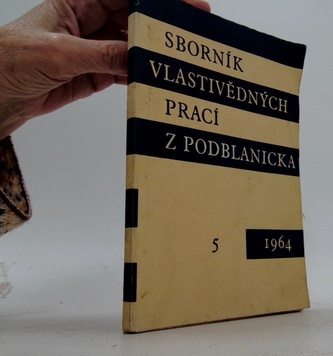 SBORNÍK
VLASTIVĚDNÝCH
PRACÍ
Z PODBLANICKA
5 1964